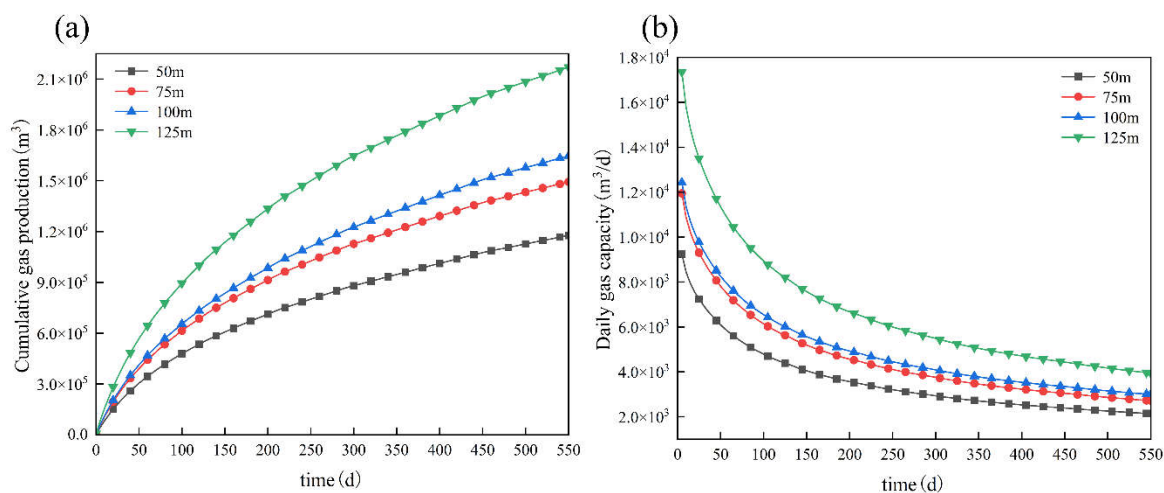 (a)
Cumulative gas production (m³)
2.1×10⁶
1.8×10⁶
1.5×10⁶
1.2×10⁶
9.0×10⁵
6.0×10⁵
3.0×10⁵
0.0
50m
75m
100m
125m
0 50 100 150 200 250 300 350 400 450 500 550
time (d)
(b)
Daily gas capacity (m³/d)
1.8×10⁴
1.6×10⁴
1.4×10⁴
1.2×10⁴
1.0×10⁴
8.0×10³
6.0×10³
4.0×10³
2.0×10³
50m
75m
100m
125m
0 50 100 150 200 250 300 350 400 450 500 550
time (d)